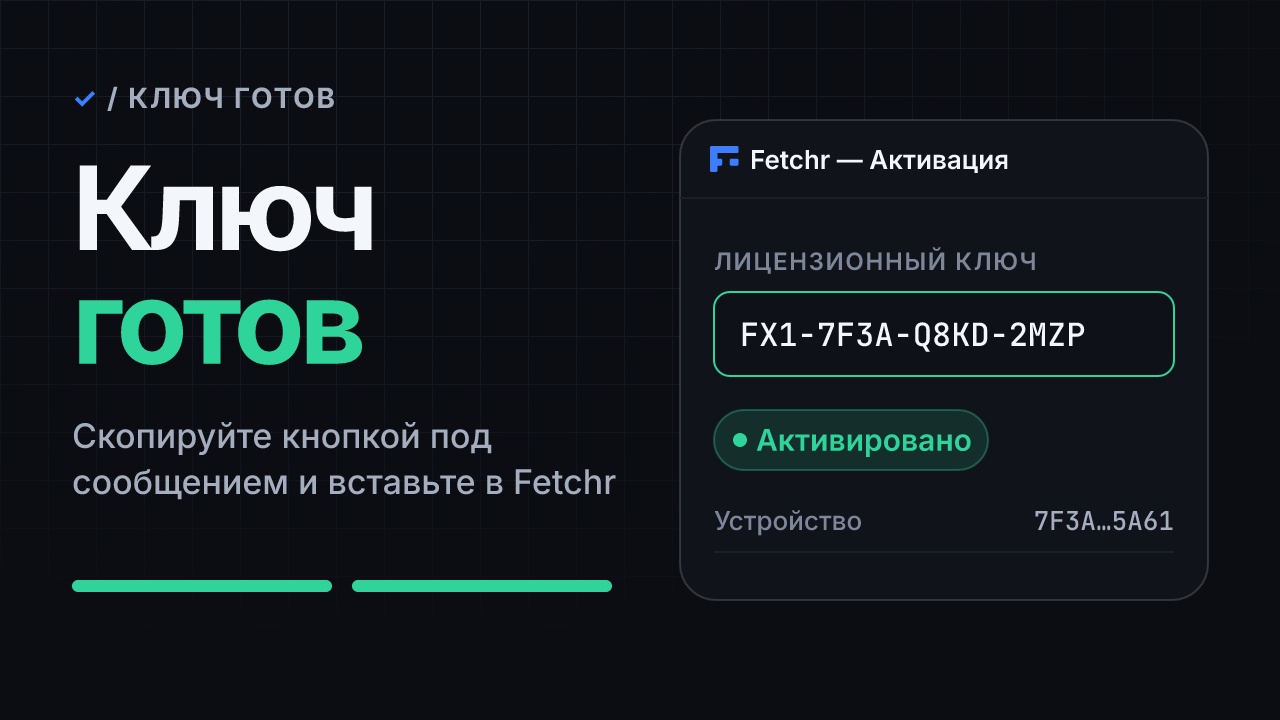 / КЛЮЧ ГОТОВ
Ключ
готов
Скопируйте кнопкой под
сообщением и вставьте в Fetchr
Fetchr — Активация
ЛИЦЕНЗИОННЫЙ КЛЮЧ
FX1-7F3A-Q8KD-2MZP
Активировано
Устройство 7F3A…5A61